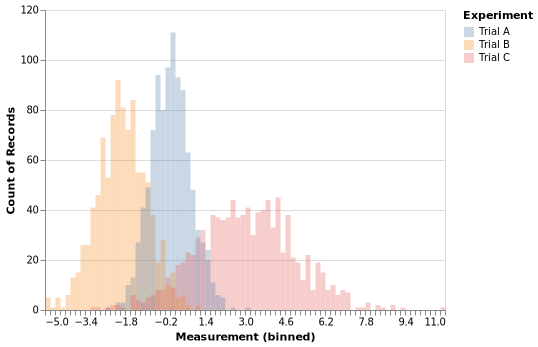 120
100
80
60
40
20
0
Count of Records
−5.0 −3.4 −1.8 −0.2 1.4 3.0 4.6 6.2 7.8 9.4 11.0
Measurement (binned)
Experiment
Trial A
Trial B
Trial C